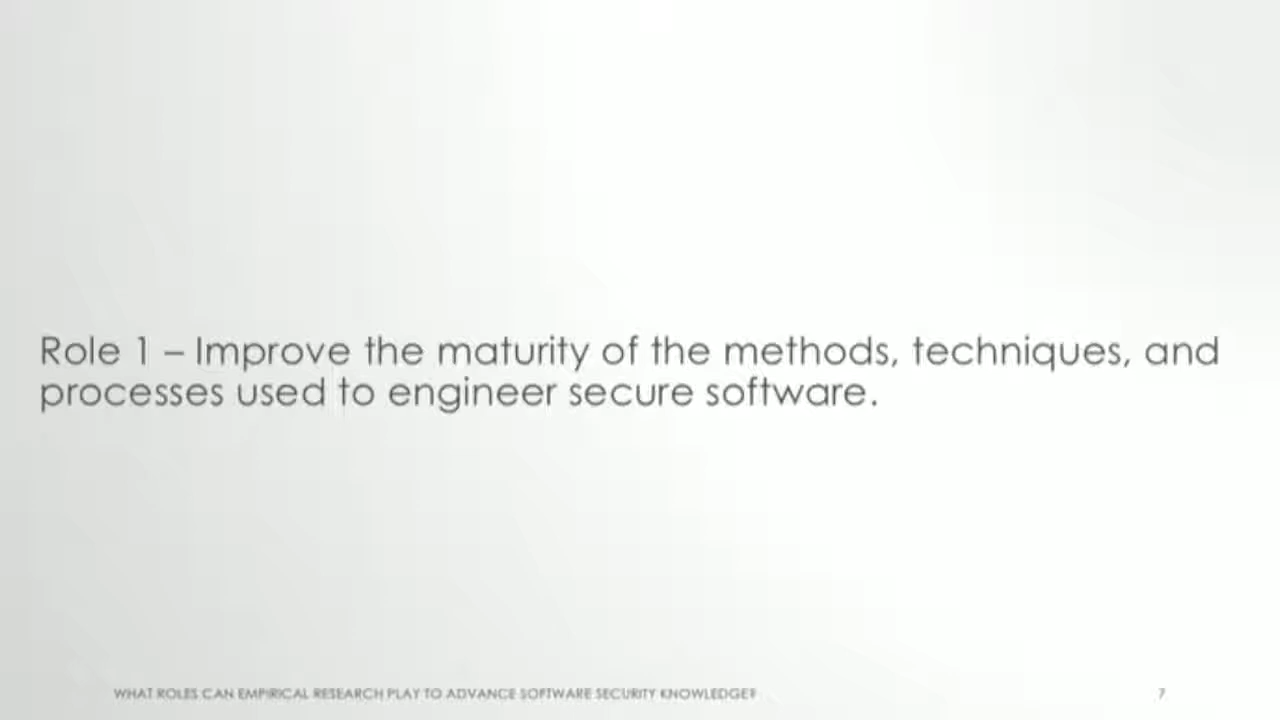 Role 1 – Improve the maturity of the methods, techniques, and
processes used to engineer secure software.
WHAT ROLES CAN EMPIRICAL RESEARCH PLAY TO ADVANCE SOFTWARE SECURITY KNOWLEDGE?
7